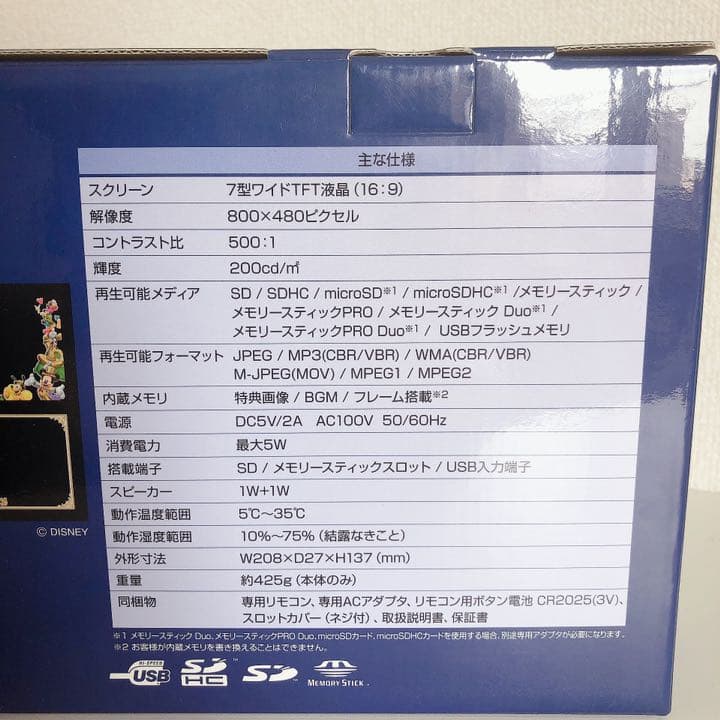 主な仕様
スクリーン 7型ワイドTFT液晶(16:9)
解像度 800×480ピクセル
コントラスト比 500:1
輝度 200cd/㎡
再生可能メディア SD / SDHC / microSD※1 / microSDHC※1 /メモリースティック /
メモリースティックPRO / メモリースティック Duo※1 /
メモリースティックPRO Duo※1 / USBフラッシュメモリ
再生可能フォーマット JPEG / MP3(CBR/VBR) / WMA(CBR/VBR)
M-JPEG(MOV) / MPEG1 / MPEG2
内蔵メモリ 特典画像 / BGM / フレーム搭載※2
電源 DC5V/2A AC100V 50/60Hz
消費電力 最大5W
搭載端子 SD / メモリースティックスロット / USB入力端子
スピーカー 1W+1W
動作温度範囲 5℃~35℃
動作湿度範囲 10%~75%(結露なきこと)
外形寸法 W208×D27×H137(mm)
重量 約425g(本体のみ)
同梱物 専用リモコン、専用ACアダプタ、リモコン用ボタン電池 CR2025(3V)、
スロットカバー(ネジ付)、取扱説明書、保証書
© DISNEY
※1 メモリースティック Duo、メモリースティックPRO Duo、microSDカード、microSDHCカードを使用する場合、別途専用アダプタが必要になります。
※2 お客様が内蔵メモリを書き換えることはできません。
HI-SPEED
USB
SD
HC
™
SD
™
MEMORY STICK™